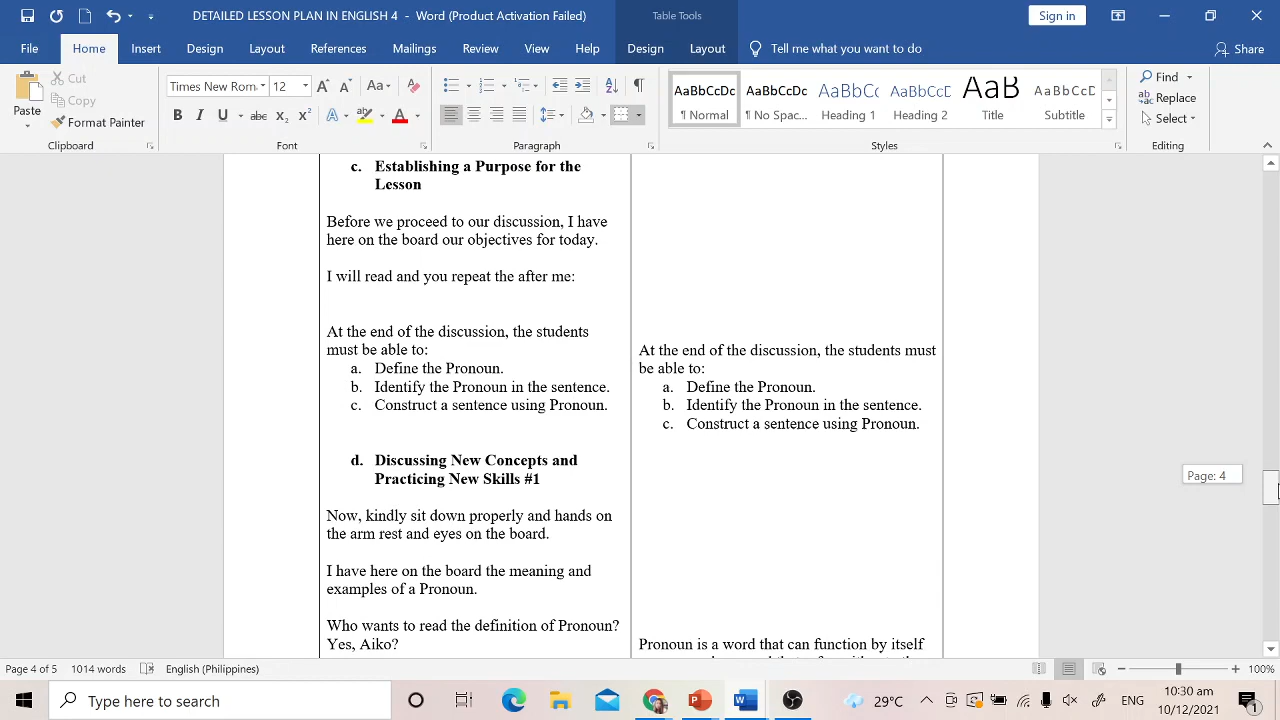 DETAILED LESSON PLAN IN ENGLISH 4 - Word (Product Activation Failed)
Table Tools
Sign in
File
Home
Insert
Design
Layout
References
Mailings
Review
View
Help
Design
Layout
Tell me what you want to do
Share
Paste
Cut
Copy
Format Painter
Clipboard
Times New Rom
12
Aa
B I U abc X₂ X²
Font
Paragraph
AaBbCcDc
¶ Normal
AaBbCcDc
¶ No Spac...
AaBbCc
Heading 1
AaBbCcD
Heading 2
AaB
Title
AaBbCcD
Subtitle
Styles
Find
Replace
Select
Editing
c. Establishing a Purpose for the
Lesson
Before we proceed to our discussion, I have
here on the board our objectives for today.
I will read and you repeat the after me:
At the end of the discussion, the students
must be able to:
a. Define the Pronoun.
b. Identify the Pronoun in the sentence.
c. Construct a sentence using Pronoun.
d. Discussing New Concepts and
Practicing New Skills #1
Now, kindly sit down properly and hands on
the arm rest and eyes on the board.
I have here on the board the meaning and
examples of a Pronoun.
Who wants to read the definition of Pronoun?
Yes, Aiko?
At the end of the discussion, the students must
be able to:
a. Define the Pronoun.
b. Identify the Pronoun in the sentence.
c. Construct a sentence using Pronoun.
Pronoun is a word that can function by itself
Page: 4
Page 4 of 5
1014 words
English (Philippines)
100%
Type here to search
29°C
ENG
10:30 am
10/12/2021
1